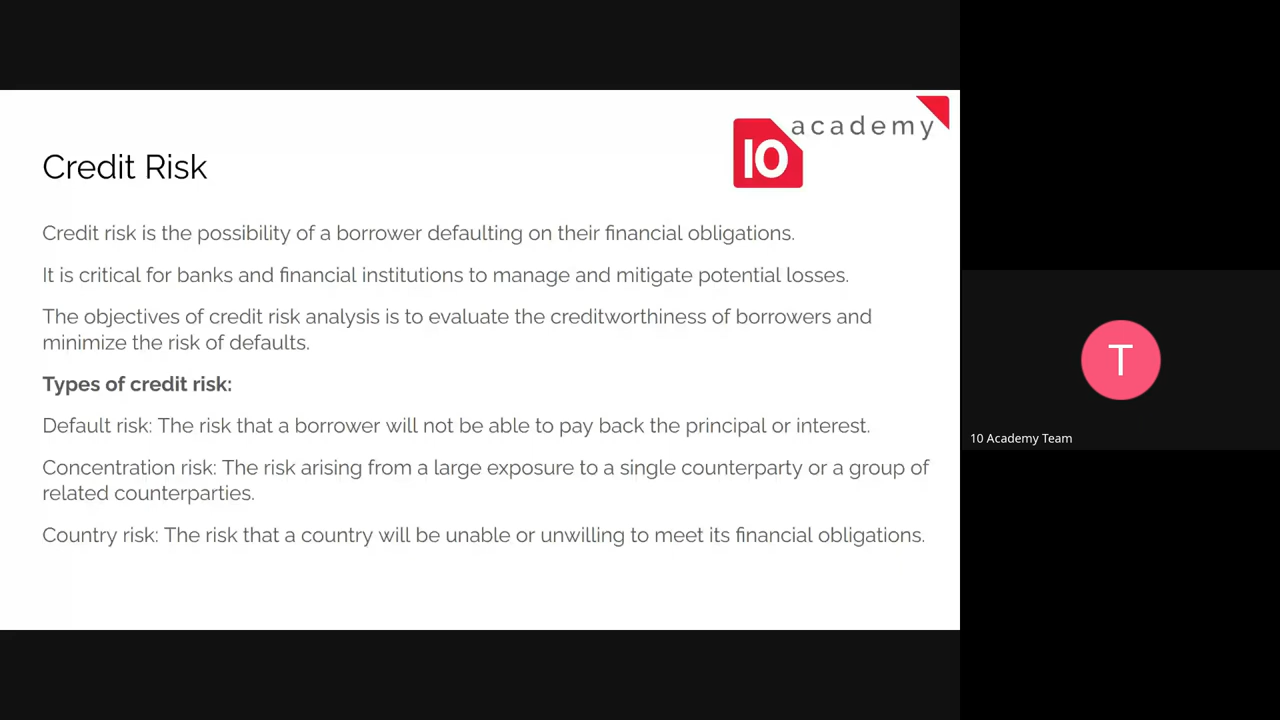 academy
10
Credit Risk
Credit risk is the possibility of a borrower defaulting on their financial obligations.
It is critical for banks and financial institutions to manage and mitigate potential losses.
The objectives of credit risk analysis is to evaluate the creditworthiness of borrowers and
minimize the risk of defaults.
Types of credit risk:
Default risk: The risk that a borrower will not be able to pay back the principal or interest.
Concentration risk: The risk arising from a large exposure to a single counterparty or a group of
related counterparties.
Country risk: The risk that a country will be unable or unwilling to meet its financial obligations.
T
10 Academy Team